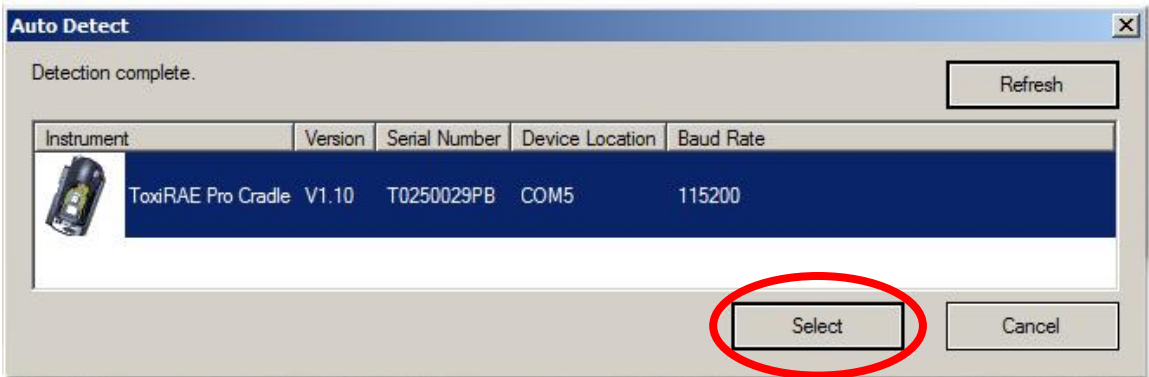 Auto Detect
Detection complete.
Refresh
Instrument Version Serial Number Device Location Baud Rate
ToxiRAE Pro Cradle V1.10 T0250029PB COM5 115200
Select Cancel